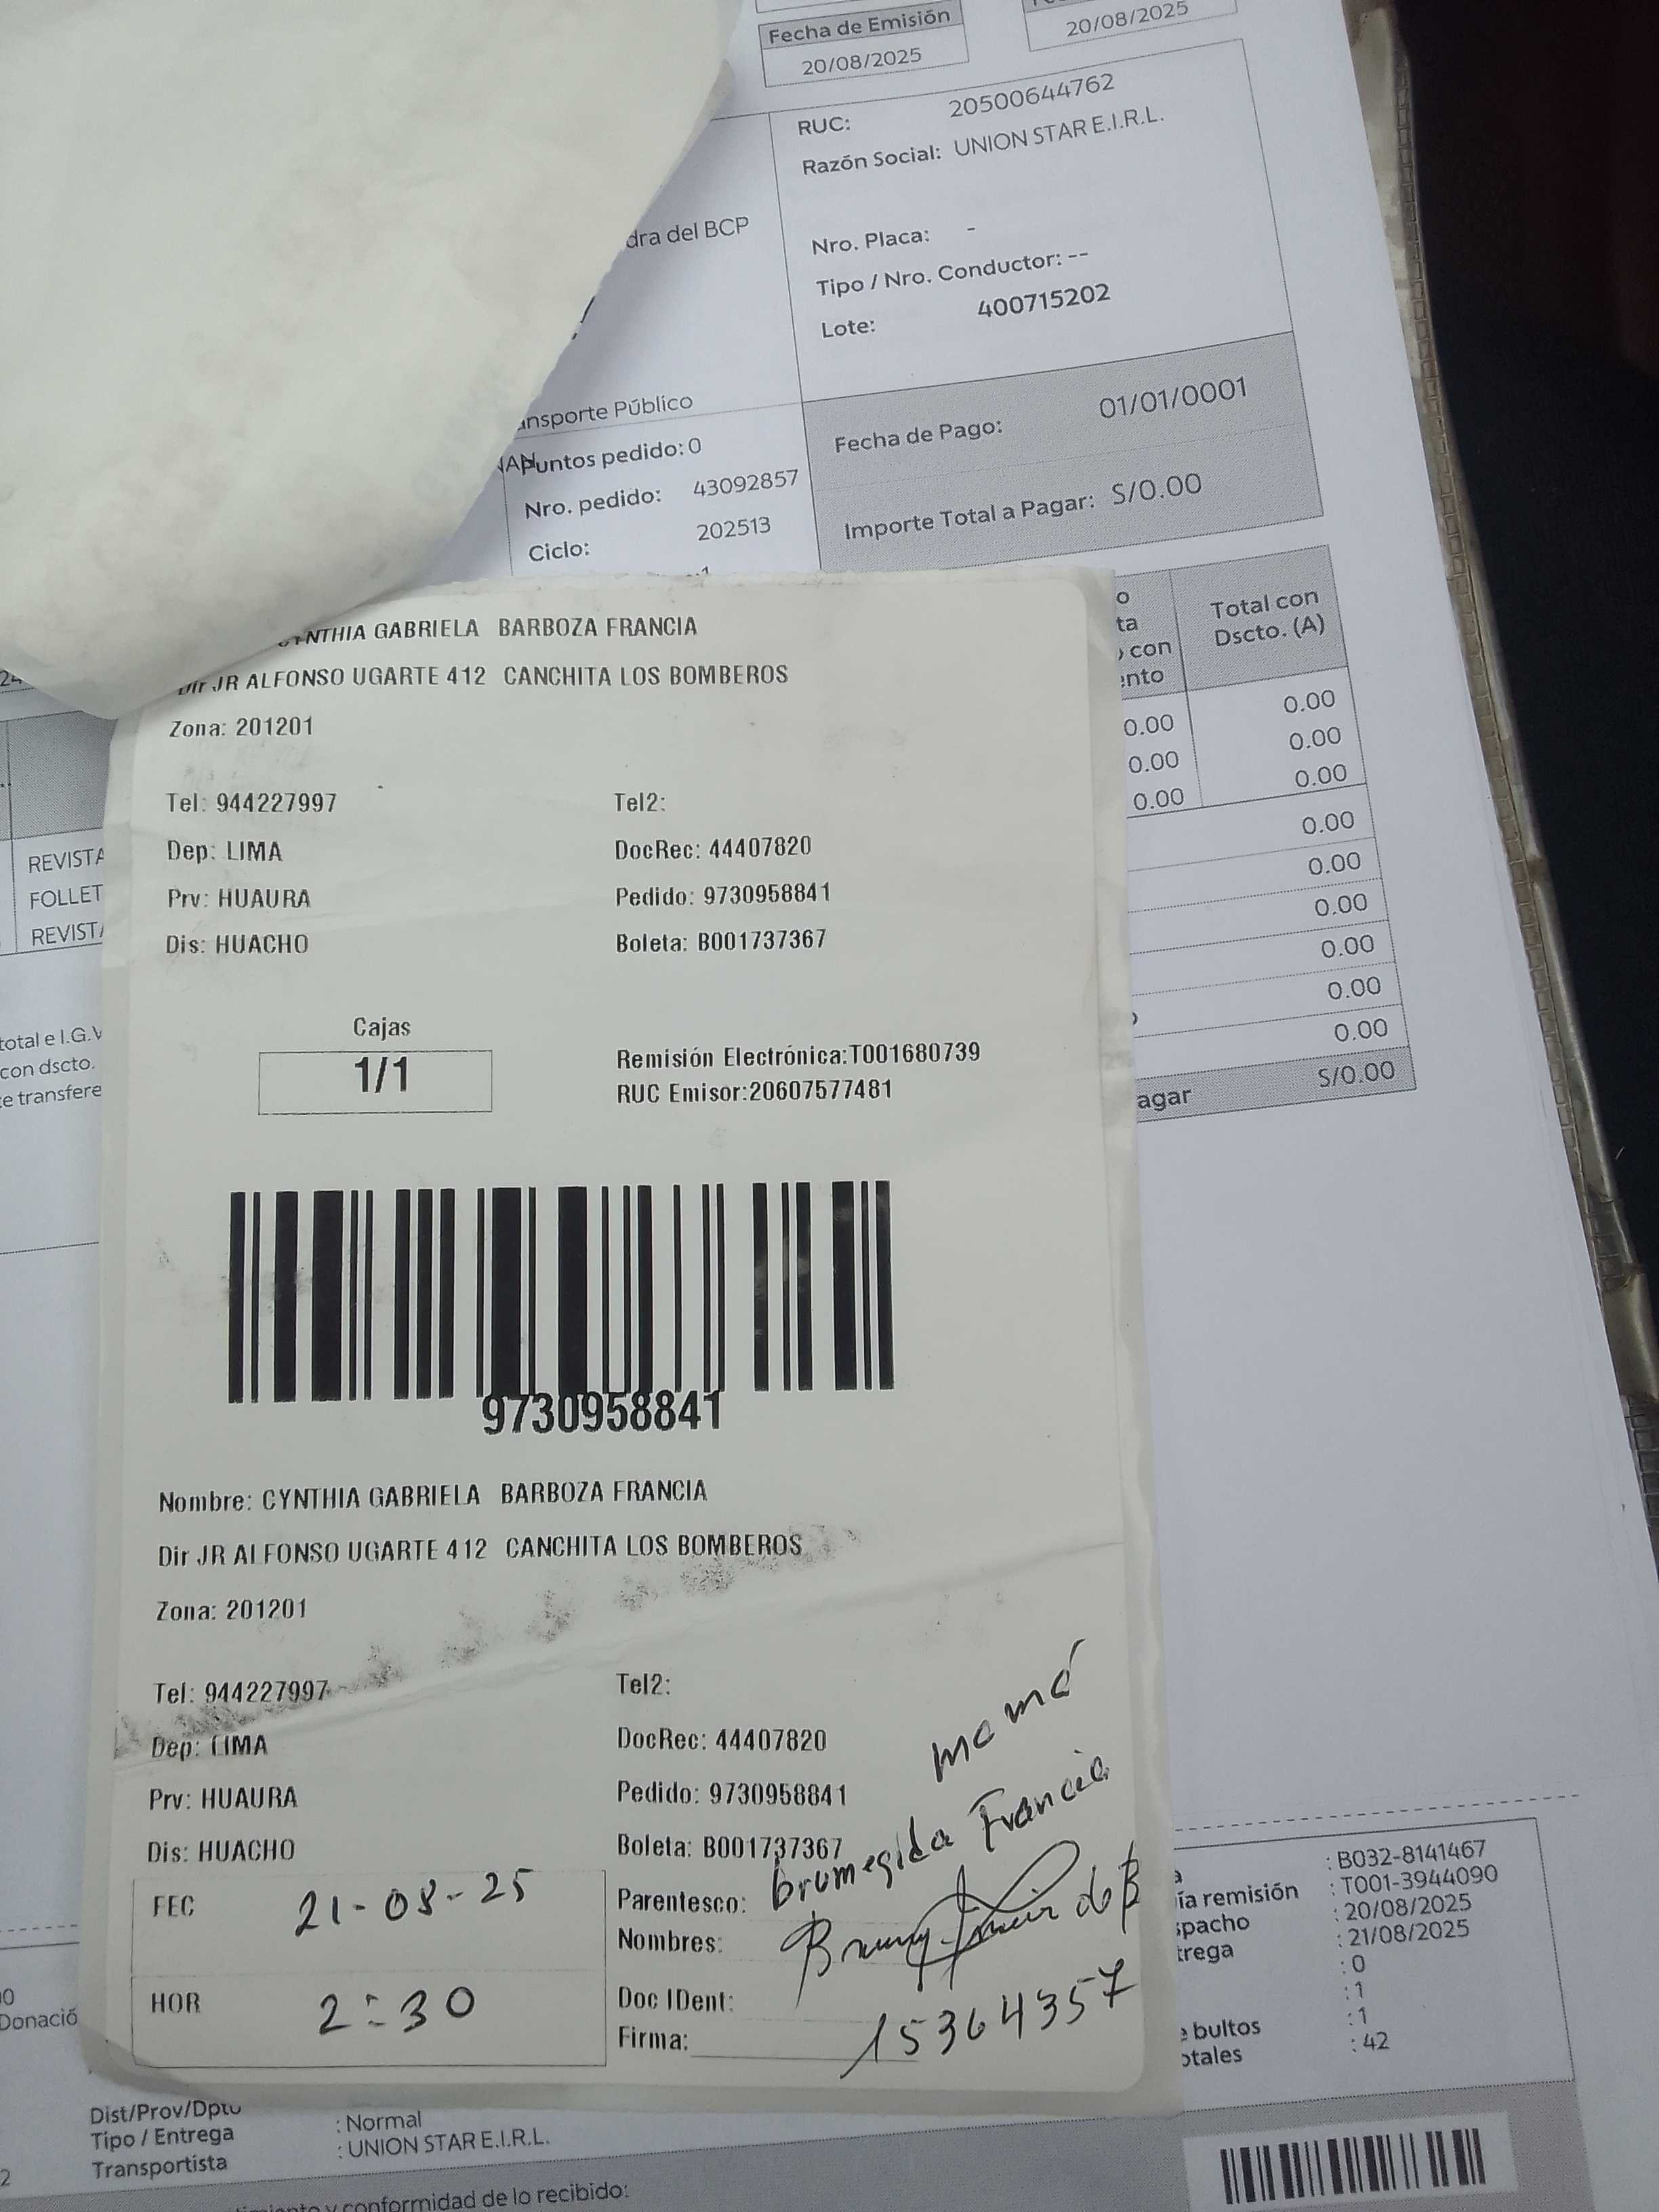 Fecha de Emisión
20/08/2025
20/08/2025
RUC: 20500644762
Razón Social: UNION STAR E.I.R.L.
dra del BCP
Nro. Placa: -
Tipo / Nro. Conductor: --
Lote: 400715202
ansporte Público
Puntos pedido: 0
Nro. pedido: 43092857
Ciclo: 202513
Fecha de Pago: 01/01/0001
Importe Total a Pagar: S/0.00
Total con
Dscto. (A)
o
ta
con
nto
0.00 0.00
0.00 0.00
0.00 0.00
0.00
0.00
0.00
0.00
0.00
0.00
agar S/0.00
REVISTA
FOLLET
REVISTA
total e I.G.V
con dscto.
e transfere
CYNTHIA GABRIELA BARBOZA FRANCIA
Dir JR ALFONSO UGARTE 412 CANCHITA LOS BOMBEROS
Zona: 201201
Tel: 944227997 Tel2:
Dep: LIMA DocRec: 44407820
Prv: HUAURA Pedido: 9730958841
Dis: HUACHO Boleta: B001737367
Cajas
1/1
Remisión Electrónica:T001680739
RUC Emisor:20607577481
9730958841
Nombre: CYNTHIA GABRIELA BARBOZA FRANCIA
Dir JR ALFONSO UGARTE 412 CANCHITA LOS BOMBEROS
Zona: 201201
Tel: 944227997 Tel2:
Dep: LIMA DocRec: 44407820
Prv: HUAURA Pedido: 9730958841
Dis: HUACHO Boleta: B001737367
mamá
Francia
FEC 21-08-25
Parentesco:
Nombres:
HOR 2:30
Doc IDent: 15364357
Firma:
: B032-8141467
ía remisión : T001-3944090
spacho : 20/08/2025
trega : 21/08/2025
: 0
: 1
e bultos : 1
otales : 42
Donació
Dist/Prov/Dpto
Tipo / Entrega : Normal
Transportista : UNION STAR E.I.R.L.
y conformidad de lo recibido: